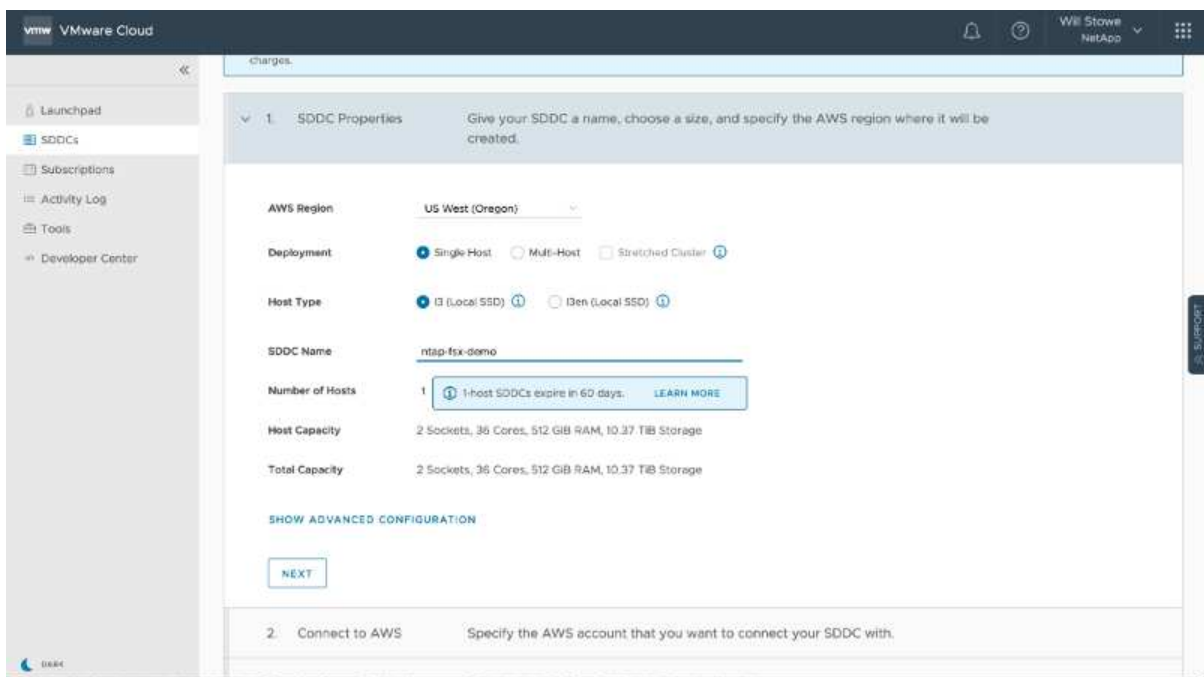 vmw VMware Cloud
Will Stowe
NetApp
charges.
Launchpad
SDDCs
Subscriptions
Activity Log
Tools
Developer Center
DARK
1. SDDC Properties Give your SDDC a name, choose a size, and specify the AWS region where it will be
created.
AWS Region US West (Oregon)
Deployment Single Host Multi-Host Stretched Cluster
Host Type i3 (Local SSD) i3en (Local SSD)
SDDC Name ntap-fsx-demo
Number of Hosts 1 1-host SDDCs expire in 60 days. LEARN MORE
Host Capacity 2 Sockets, 36 Cores, 512 GiB RAM, 10.37 TiB Storage
Total Capacity 2 Sockets, 36 Cores, 512 GiB RAM, 10.37 TiB Storage
SHOW ADVANCED CONFIGURATION
NEXT
2. Connect to AWS Specify the AWS account that you want to connect your SDDC with.
SUPPORT